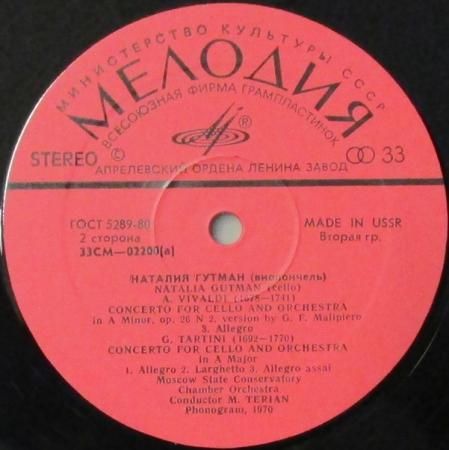 МИНИСТЕРСТВО КУЛЬТУРЫ СССР
МЕЛОДИЯ
ВСЕСОЮЗНАЯ ФИРМА ГРАМПЛАСТИНОК
©
®
STEREO
33
АПРЕЛЕВСКИЙ ОРДЕНА ЛЕНИНА ЗАВОД
ГОСТ 5289-80
MADE IN USSR
2 сторона
Вторая гр.
33СМ—02200[а]
НАТАЛИЯ ГУТМАН (виолончель)
NATALIA GUTMAN (cello)
A. VIVALDI (1678—1741)
CONCERTO FOR CELLO AND ORCHESTRA
in A Minor, op. 26 N 2, version by G. F. Malipiero
3. Allegro
G. TARTINI (1692—1770)
CONCERTO FOR CELLO AND ORCHESTRA
in A Major
1. Allegro 2. Larghetto 3. Allegro assai
Moscow State Conservatory
Chamber Orchestra
Conductor M. TERIAN
Phonogram, 1970